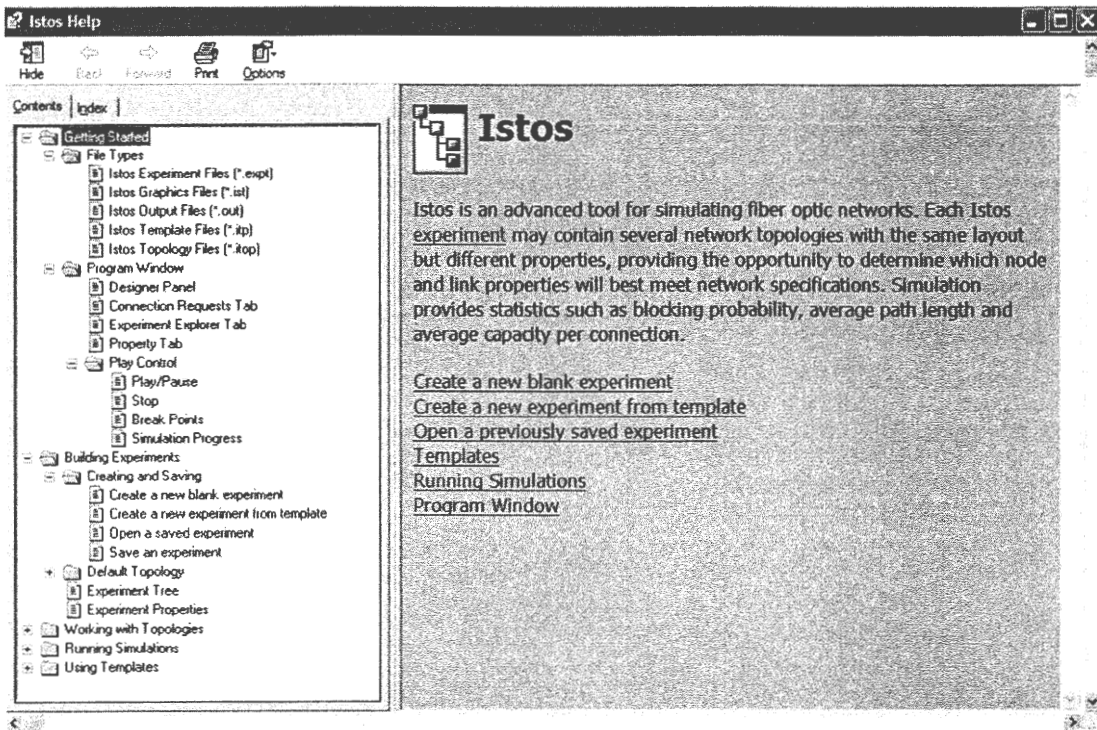 Istos Help
Hide Back Forward Print Options
Contents Index
Getting Started
File Types
Istos Experiment Files (*.expt)
Istos Graphics Files (*.ist)
Istos Output Files (*.out)
Istos Template Files (*.itp)
Istos Topology Files (*.itop)
Program Window
Designer Panel
Connection Requests Tab
Experiment Explorer Tab
Property Tab
Play Control
Play/Pause
Stop
Break Points
Simulation Progress
Building Experiments
Creating and Saving
Create a new blank experiment
Create a new experiment from template
Open a saved experiment
Save an experiment
Default Topology
Experiment Tree
Experiment Properties
Working with Topologies
Running Simulations
Using Templates
Istos
Istos is an advanced tool for simulating fiber optic networks. Each Istos
experiment may contain several network topologies with the same layout
but different properties, providing the opportunity to determine which node
and link properties will best meet network specifications. Simulation
provides statistics such as blocking probability, average path length and
average capacity per connection.
Create a new blank experiment
Create a new experiment from template
Open a previously saved experiment
Templates
Running Simulations
Program Window